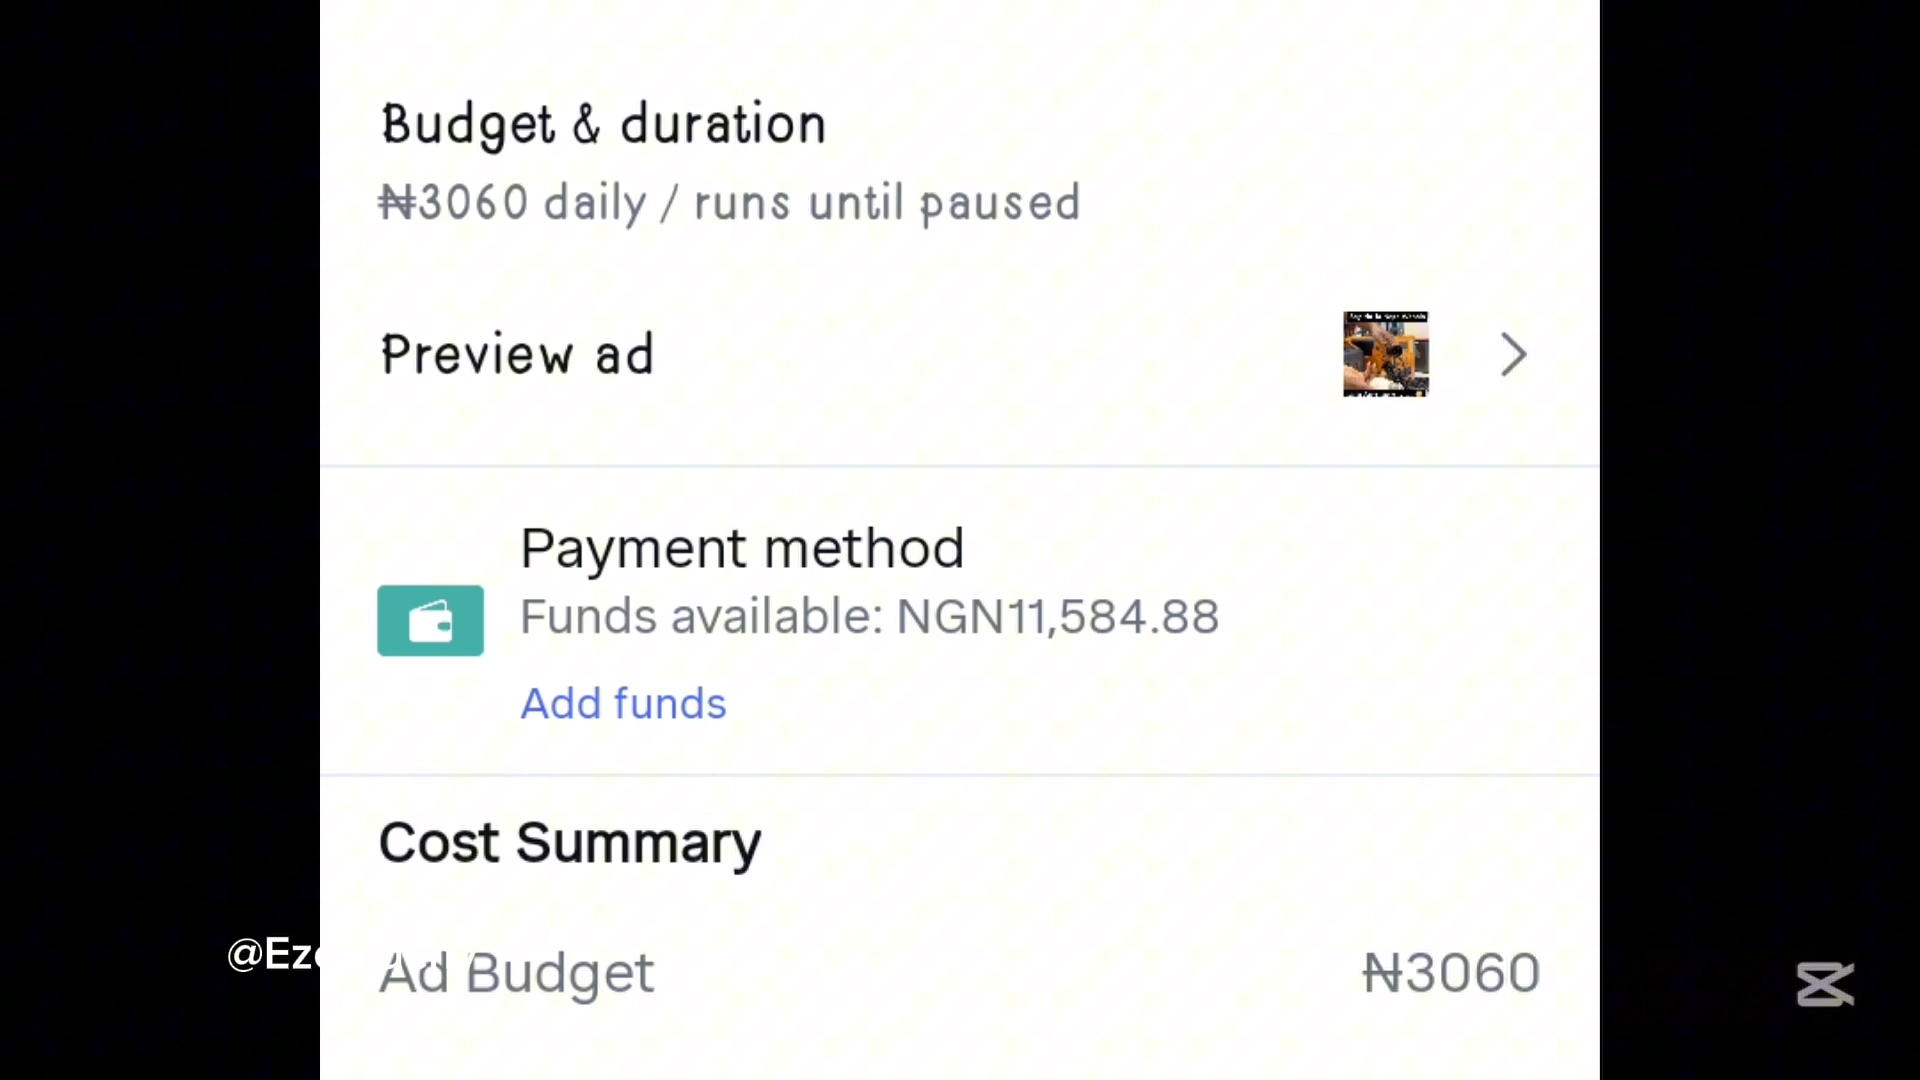 Budget & duration
₦3060 daily / runs until paused
Preview ad
Payment method
Funds available: NGN11,584.88
Add funds
Cost Summary
Ad Budget ₦3060